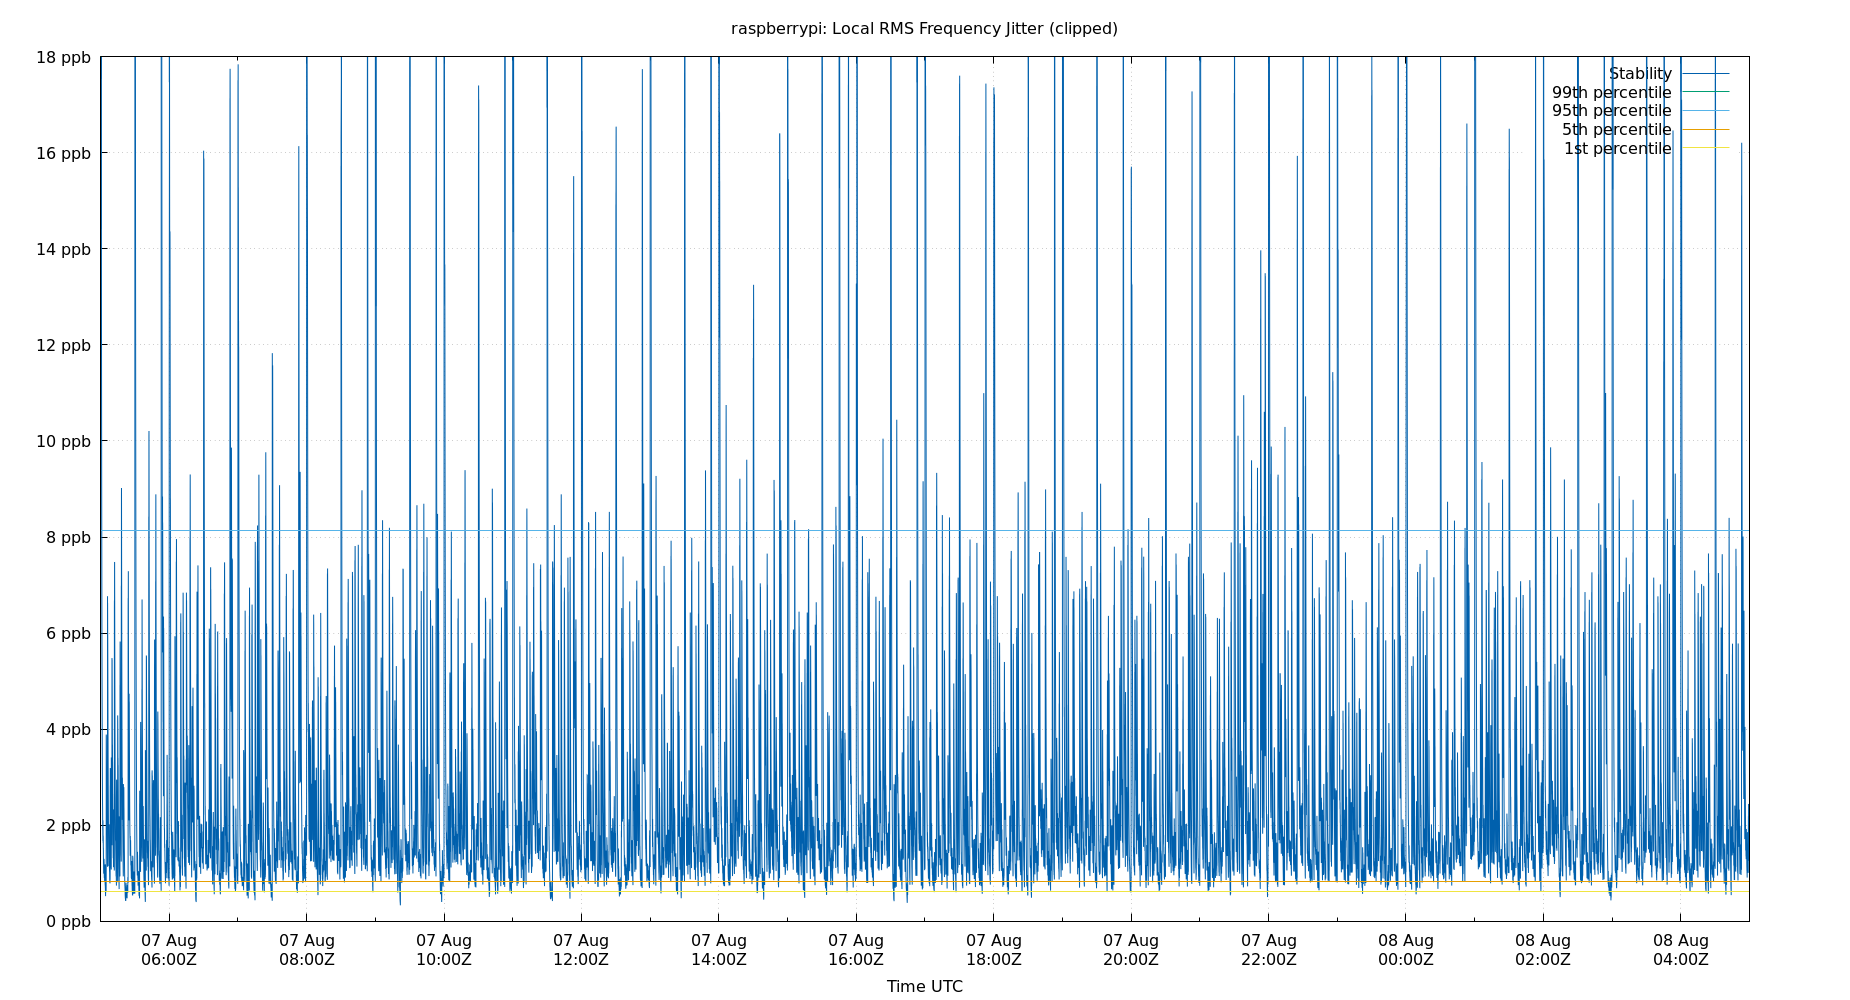 raspberrypi: Local RMS Frequency Jitter (clipped)
18 ppb
16 ppb
14 ppb
12 ppb
10 ppb
8 ppb
6 ppb
4 ppb
2 ppb
0 ppb
Stability
99th percentile
95th percentile
5th percentile
1st percentile
07 Aug 07 Aug 07 Aug 07 Aug 07 Aug 07 Aug 07 Aug 07 Aug 07 Aug 08 Aug 08 Aug 08 Aug
06:00Z 08:00Z 10:00Z 12:00Z 14:00Z 16:00Z 18:00Z 20:00Z 22:00Z 00:00Z 02:00Z 04:00Z
Time UTC